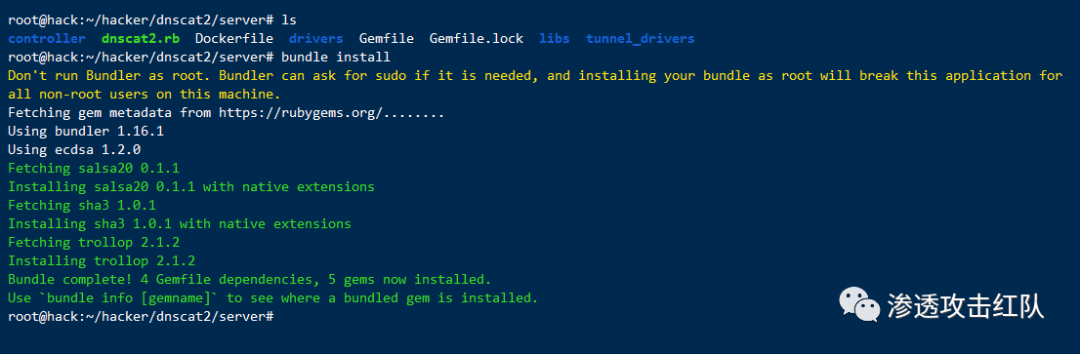 root@hack:~/hacker/dnscat2/server# ls
controller dnscat2.rb Dockerfile drivers Gemfile Gemfile.lock libs tunnel_drivers
root@hack:~/hacker/dnscat2/server# bundle install
Don't run Bundler as root. Bundler can ask for sudo if it is needed, and installing your bundle as root will break this application for
all non-root users on this machine.
Fetching gem metadata from https://rubygems.org/........
Using bundler 1.16.1
Using ecdsa 1.2.0
Fetching salsa20 0.1.1
Installing salsa20 0.1.1 with native extensions
Fetching sha3 1.0.1
Installing sha3 1.0.1 with native extensions
Fetching trollop 2.1.2
Installing trollop 2.1.2
Bundle complete! 4 Gemfile dependencies, 5 gems now installed.
Use `bundle info [gemname]` to see where a bundled gem is installed.
root@hack:~/hacker/dnscat2/server#
渗透攻击红队